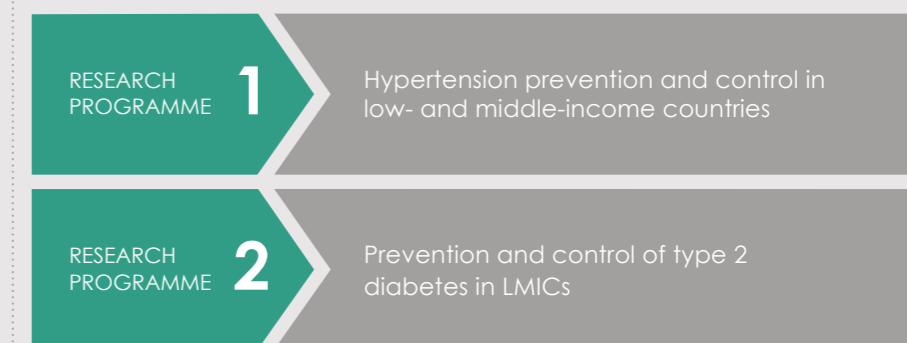 RESEARCH
PROGRAMME 1
Hypertension prevention and control in
low- and middle-income countries
RESEARCH
PROGRAMME 2
Prevention and control of type 2
diabetes in LMICs